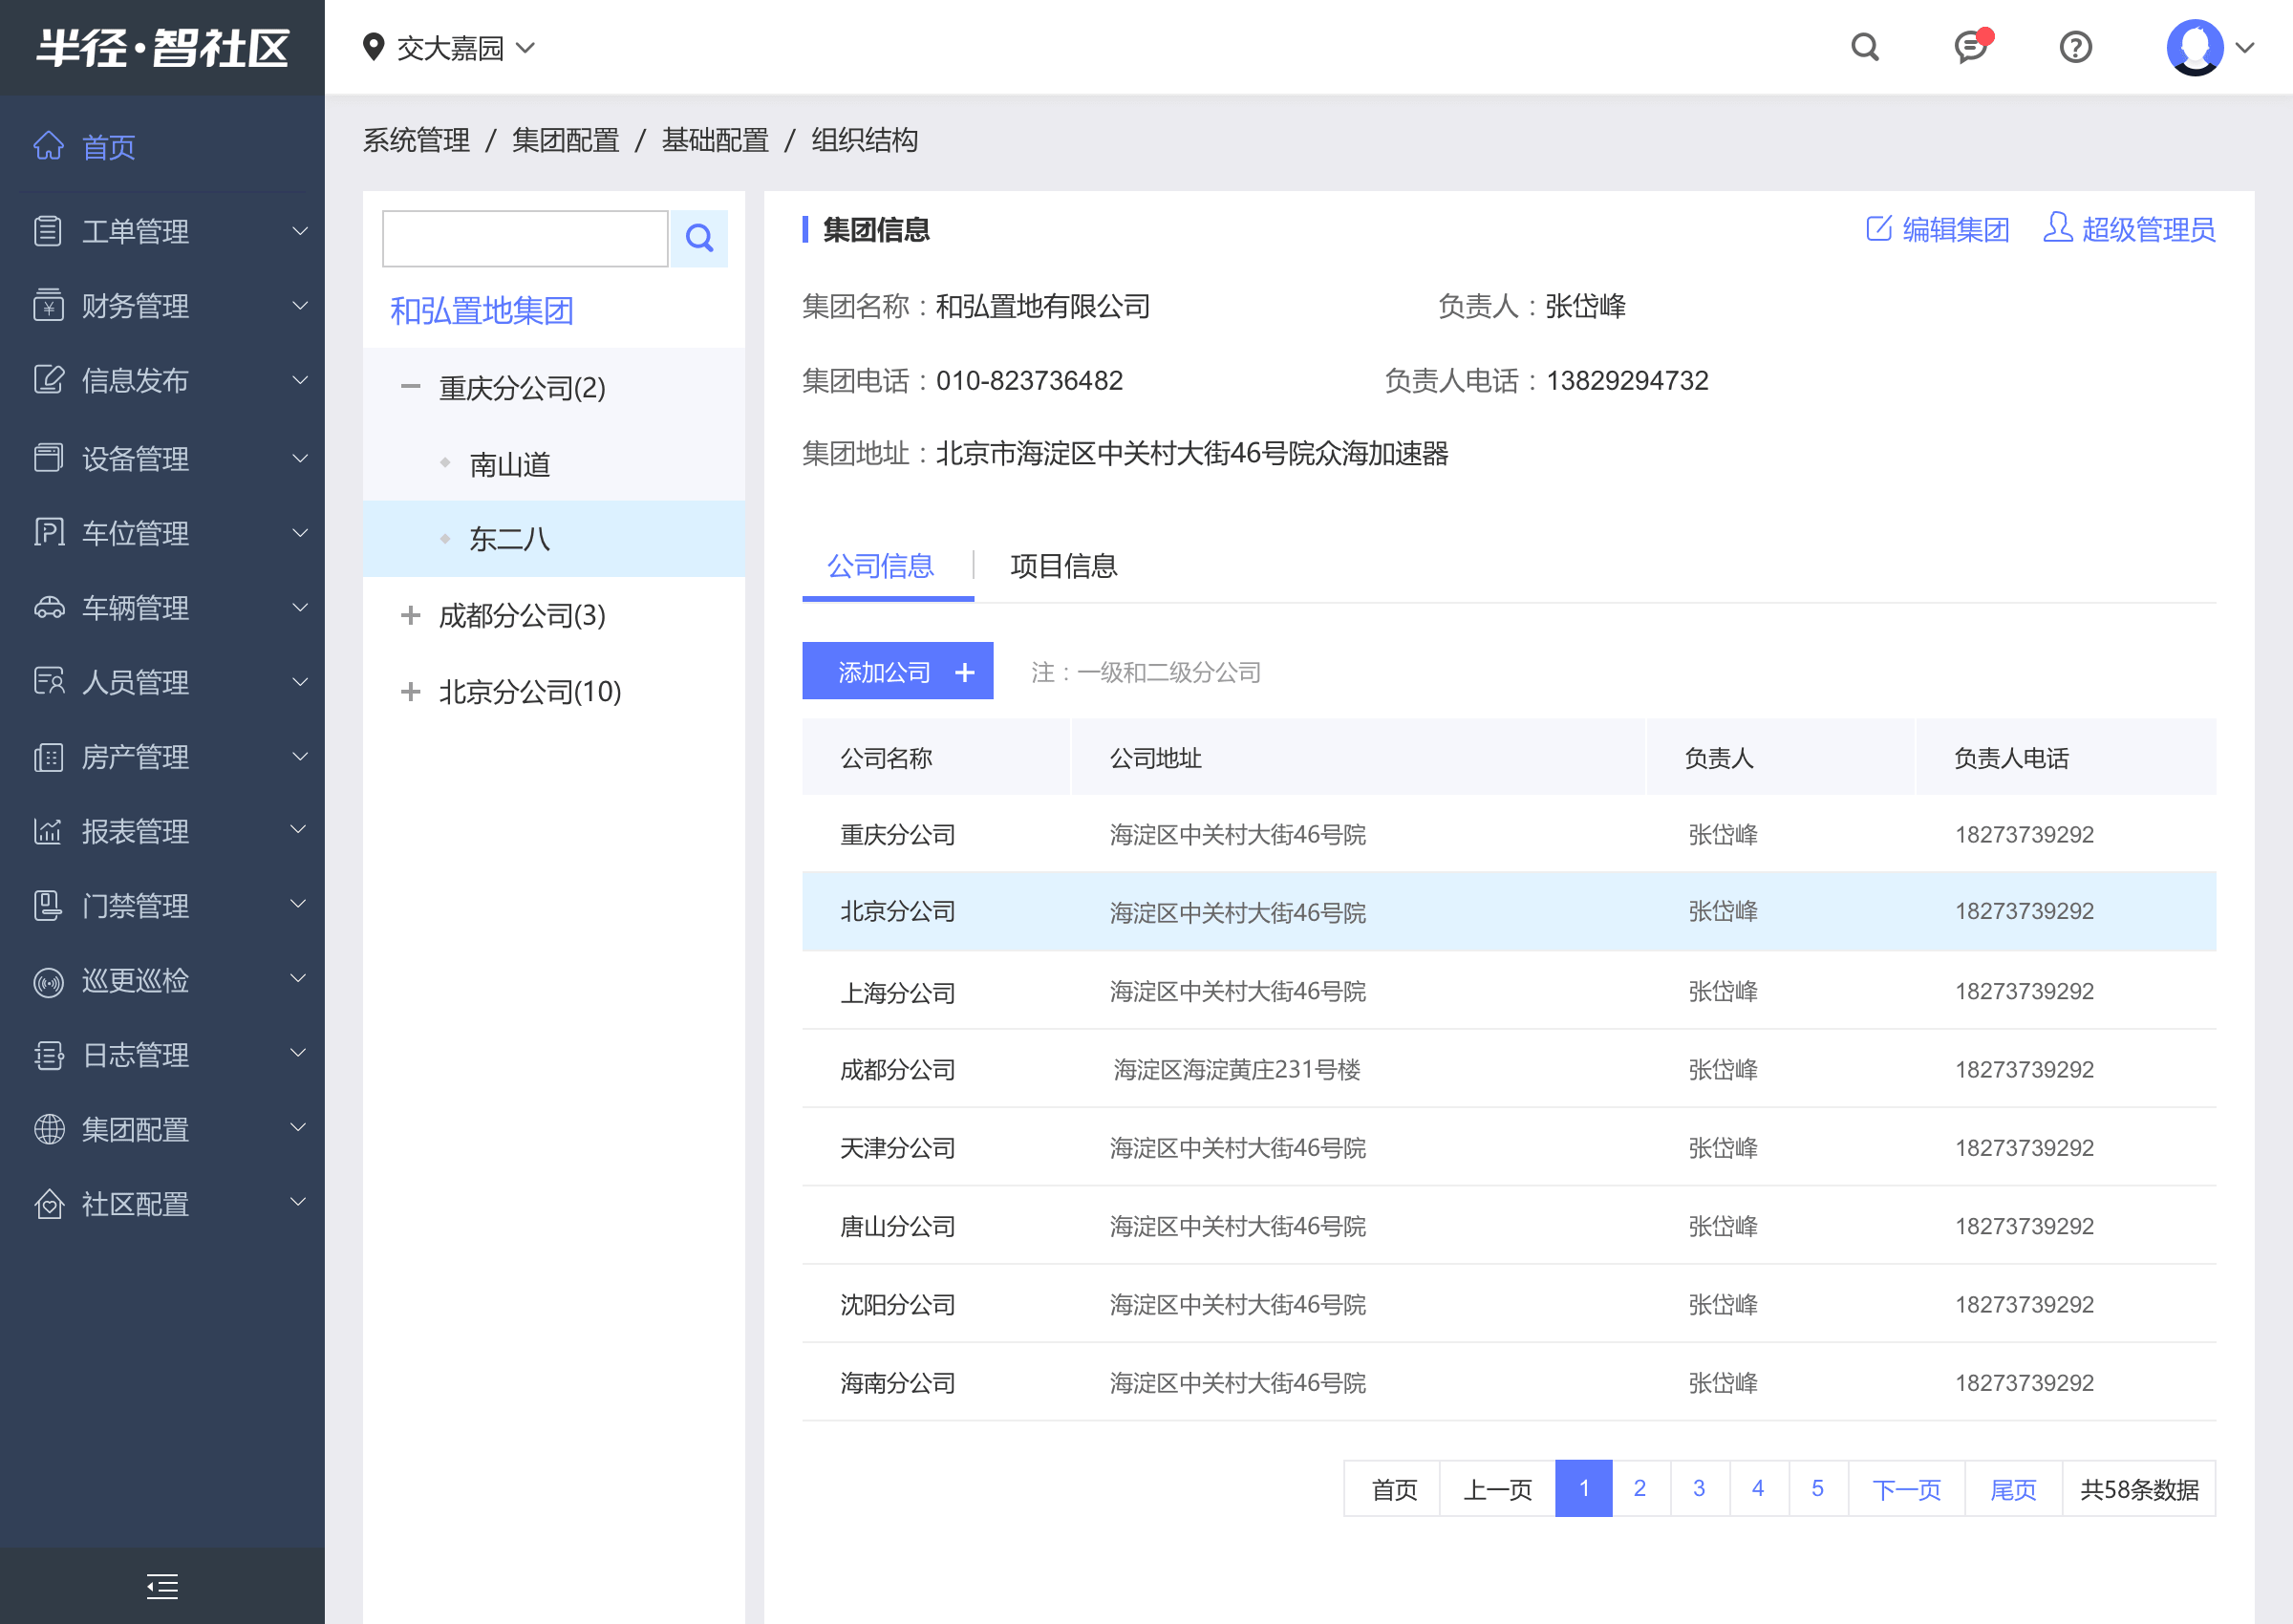 半径·智社区
交大嘉园
首页
工单管理
财务管理
信息发布
设备管理
车位管理
车辆管理
人员管理
房产管理
报表管理
门禁管理
巡更巡检
日志管理
集团配置
社区配置
系统管理 / 集团配置 / 基础配置 / 组织结构
和弘置地集团
重庆分公司(2)
南山道
东二八
成都分公司(3)
北京分公司(10)
集团信息 编辑集团 超级管理员
集团名称：和弘置地有限公司 负责人：张岱峰
集团电话：010-823736482 负责人电话：13829294732
集团地址：北京市海淀区中关村大街46号院众海加速器
公司信息 项目信息
添加公司 + 注：一级和二级分公司
公司名称 公司地址 负责人 负责人电话
重庆分公司 海淀区中关村大街46号院 张岱峰 18273739292
北京分公司 海淀区中关村大街46号院 张岱峰 18273739292
上海分公司 海淀区中关村大街46号院 张岱峰 18273739292
成都分公司 海淀区海淀黄庄231号楼 张岱峰 18273739292
天津分公司 海淀区中关村大街46号院 张岱峰 18273739292
唐山分公司 海淀区中关村大街46号院 张岱峰 18273739292
沈阳分公司 海淀区中关村大街46号院 张岱峰 18273739292
海南分公司 海淀区中关村大街46号院 张岱峰 18273739292
首页 上一页 1 2 3 4 5 下一页 尾页 共58条数据